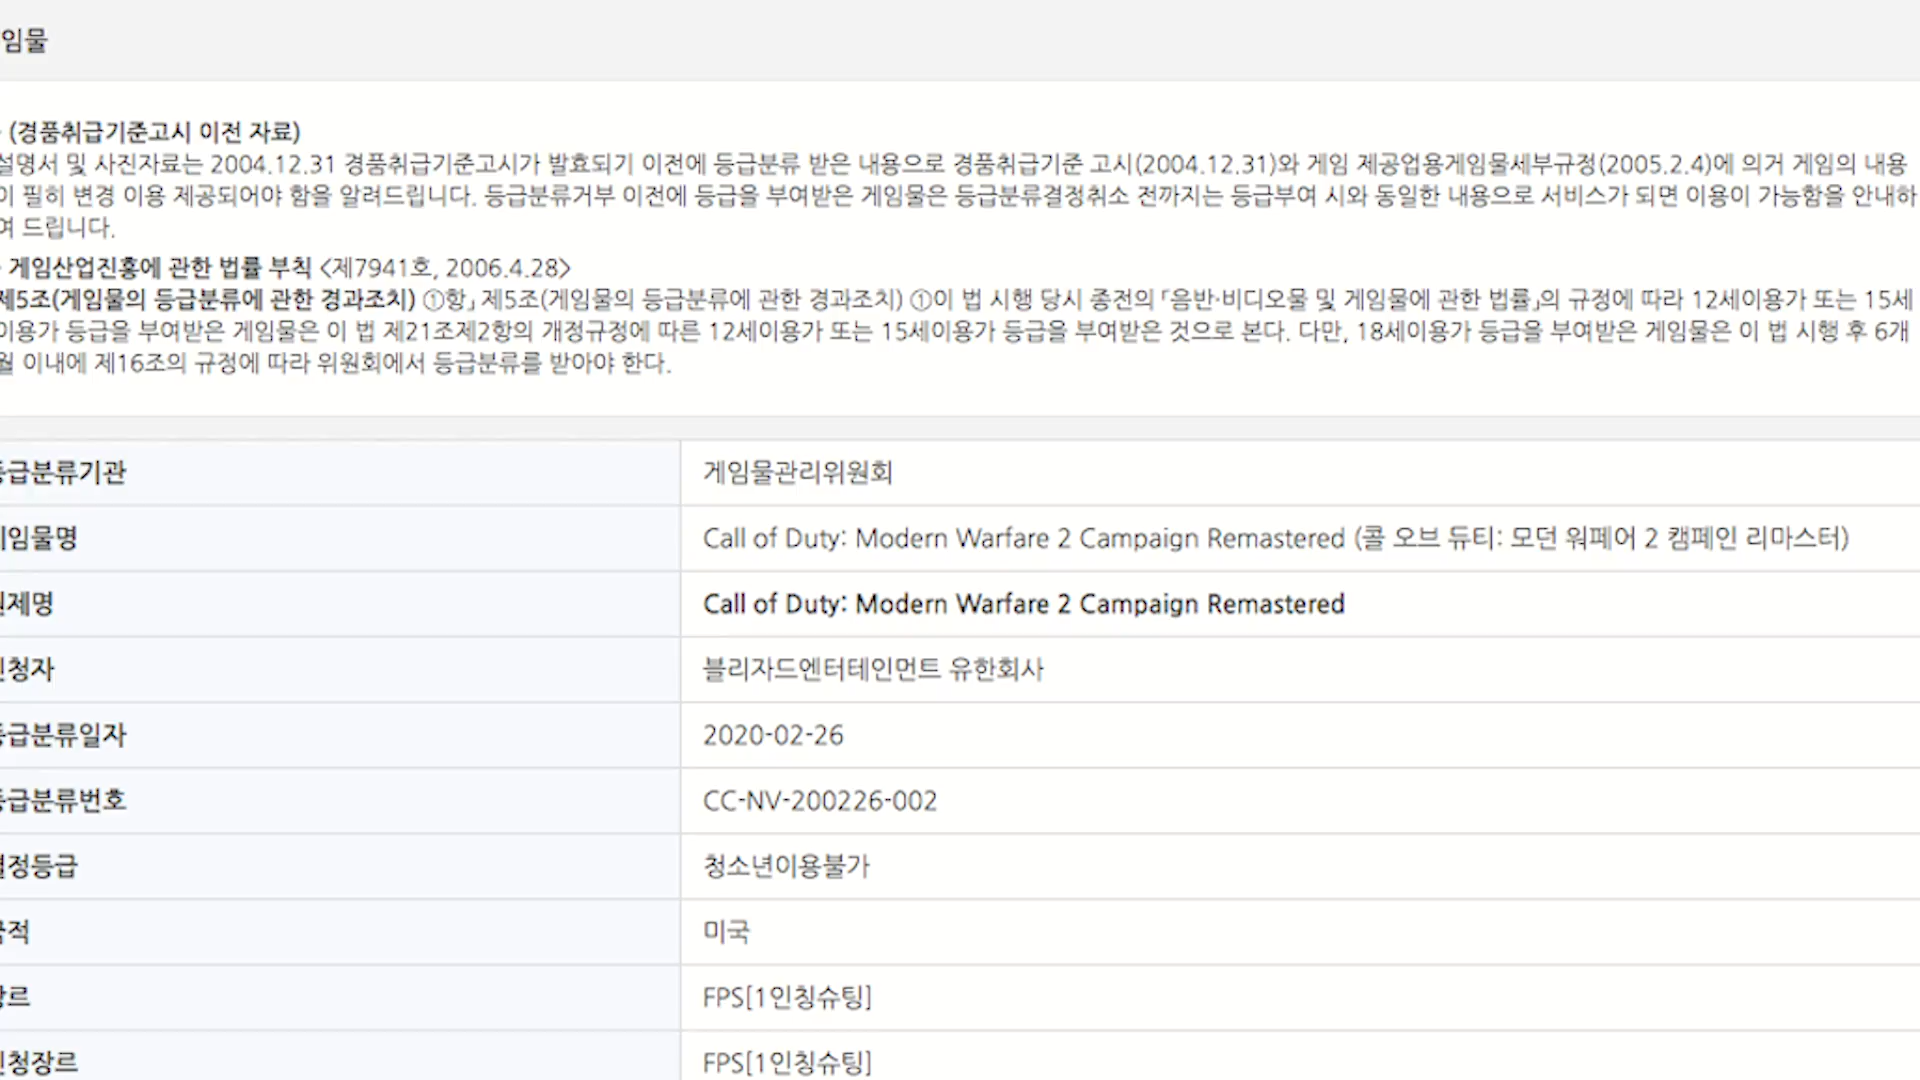 임물
(경품취급기준고시 이전 자료)
설명서 및 사진자료는 2004.12.31 경품취급기준고시가 발효되기 이전에 등급분류 받은 내용으로 경품취급기준 고시(2004.12.31)와 게임 제공업용게임물세부규정(2005.2.4)에 의거 게임의 내용
이 필히 변경 이용 제공되어야 함을 알려드립니다. 등급분류거부 이전에 등급을 부여받은 게임물은 등급분류결정취소 전까지는 등급부여 시와 동일한 내용으로 서비스가 되면 이용이 가능함을 안내하
여 드립니다.
게임산업진흥에 관한 법률 부칙 <제7941호, 2006.4.28>
제5조(게임물의 등급분류에 관한 경과조치) ①항」 제5조(게임물의 등급분류에 관한 경과조치) ①이 법 시행 당시 종전의 「음반·비디오물 및 게임물에 관한 법률」의 규정에 따라 12세이용가 또는 15세
이용가 등급을 부여받은 게임물은 이 법 제21조제2항의 개정규정에 따른 12세이용가 또는 15세이용가 등급을 부여받은 것으로 본다. 다만, 18세이용가 등급을 부여받은 게임물은 이 법 시행 후 6개
월 이내에 제16조의 규정에 따라 위원회에서 등급분류를 받아야 한다.
등급분류기관 게임물관리위원회
게임물명 Call of Duty: Modern Warfare 2 Campaign Remastered (콜 오브 듀티: 모던 워페어 2 캠페인 리마스터)
원제명 Call of Duty: Modern Warfare 2 Campaign Remastered
신청자 블리자드엔터테인먼트 유한회사
등급분류일자 2020-02-26
등급분류번호 CC-NV-200226-002
결정등급 청소년이용불가
국적 미국
장르 FPS[1인칭슈팅]
신청장르 FPS[1인칭슈팅]